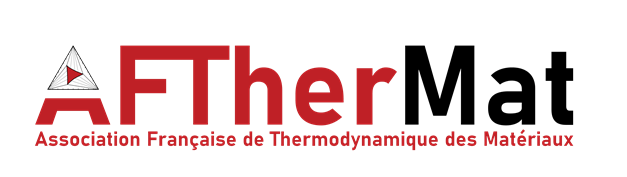 AFTherMat
Association Française de Thermodynamique des Matériaux